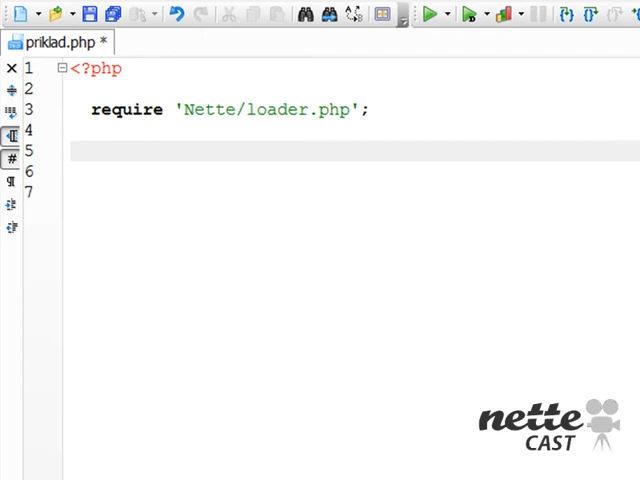 priklad.php *
1 <?php
2
3 require 'Nette/loader.php';
4
5
6
7
nette
CAST